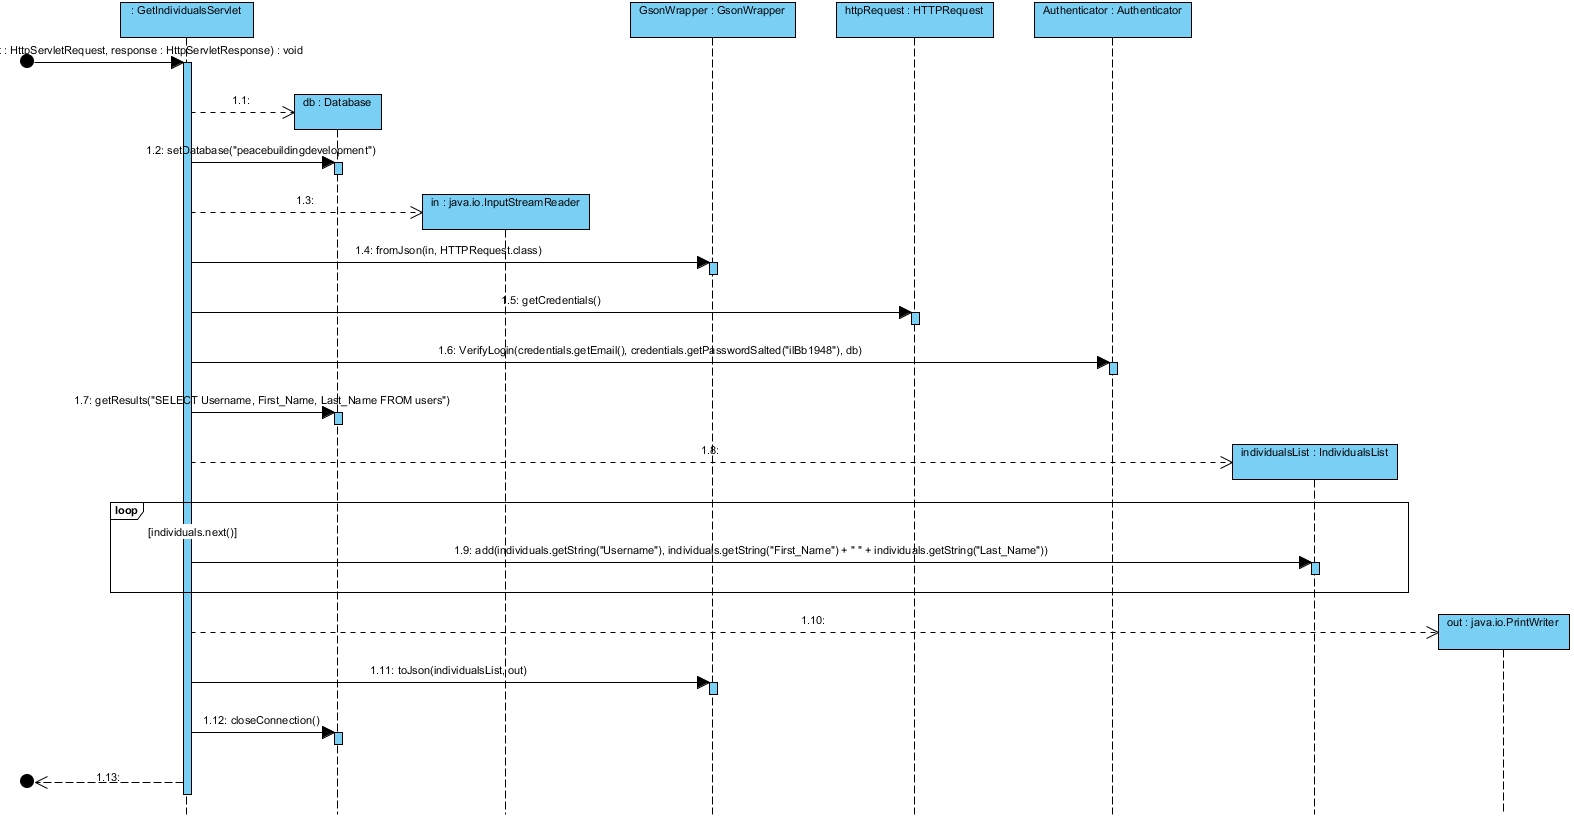 : GetIndividualsServlet
GsonWrapper : GsonWrapper
httpRequest : HTTPRequest
Authenticator : Authenticator
: HttpServletRequest, response : HttpServletResponse) : void
1.1:
db : Database
1.2: setDatabase("peacebuildingdevelopment")
1.3:
in : java.io.InputStreamReader
1.4: fromJson(in, HTTPRequest.class)
1.5: getCredentials()
1.6: VerifyLogin(credentials.getEmail(), credentials.getPasswordSalted("ilBb1948"), db)
1.7: getResults("SELECT Username, First_Name, Last_Name FROM users")
1.8:
individualsList : IndividualsList
loop
[individuals.next()]
1.9: add(individuals.getString("Username"), individuals.getString("First_Name") + " " + individuals.getString("Last_Name"))
1.10:
out : java.io.PrintWriter
1.11: toJson(individualsList, out)
1.12: closeConnection()
1.13: